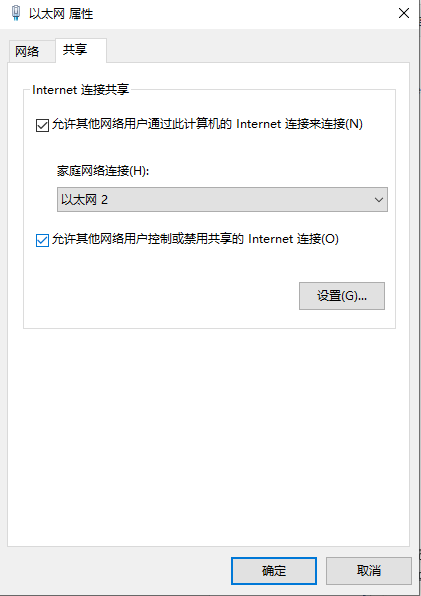 以太网 属性
网络
共享
Internet 连接共享
允许其他网络用户通过此计算机的 Internet 连接来连接(N)
家庭网络连接(H):
以太网 2
允许其他网络用户控制或禁用共享的 Internet 连接(O)
设置(G)...
确定
取消